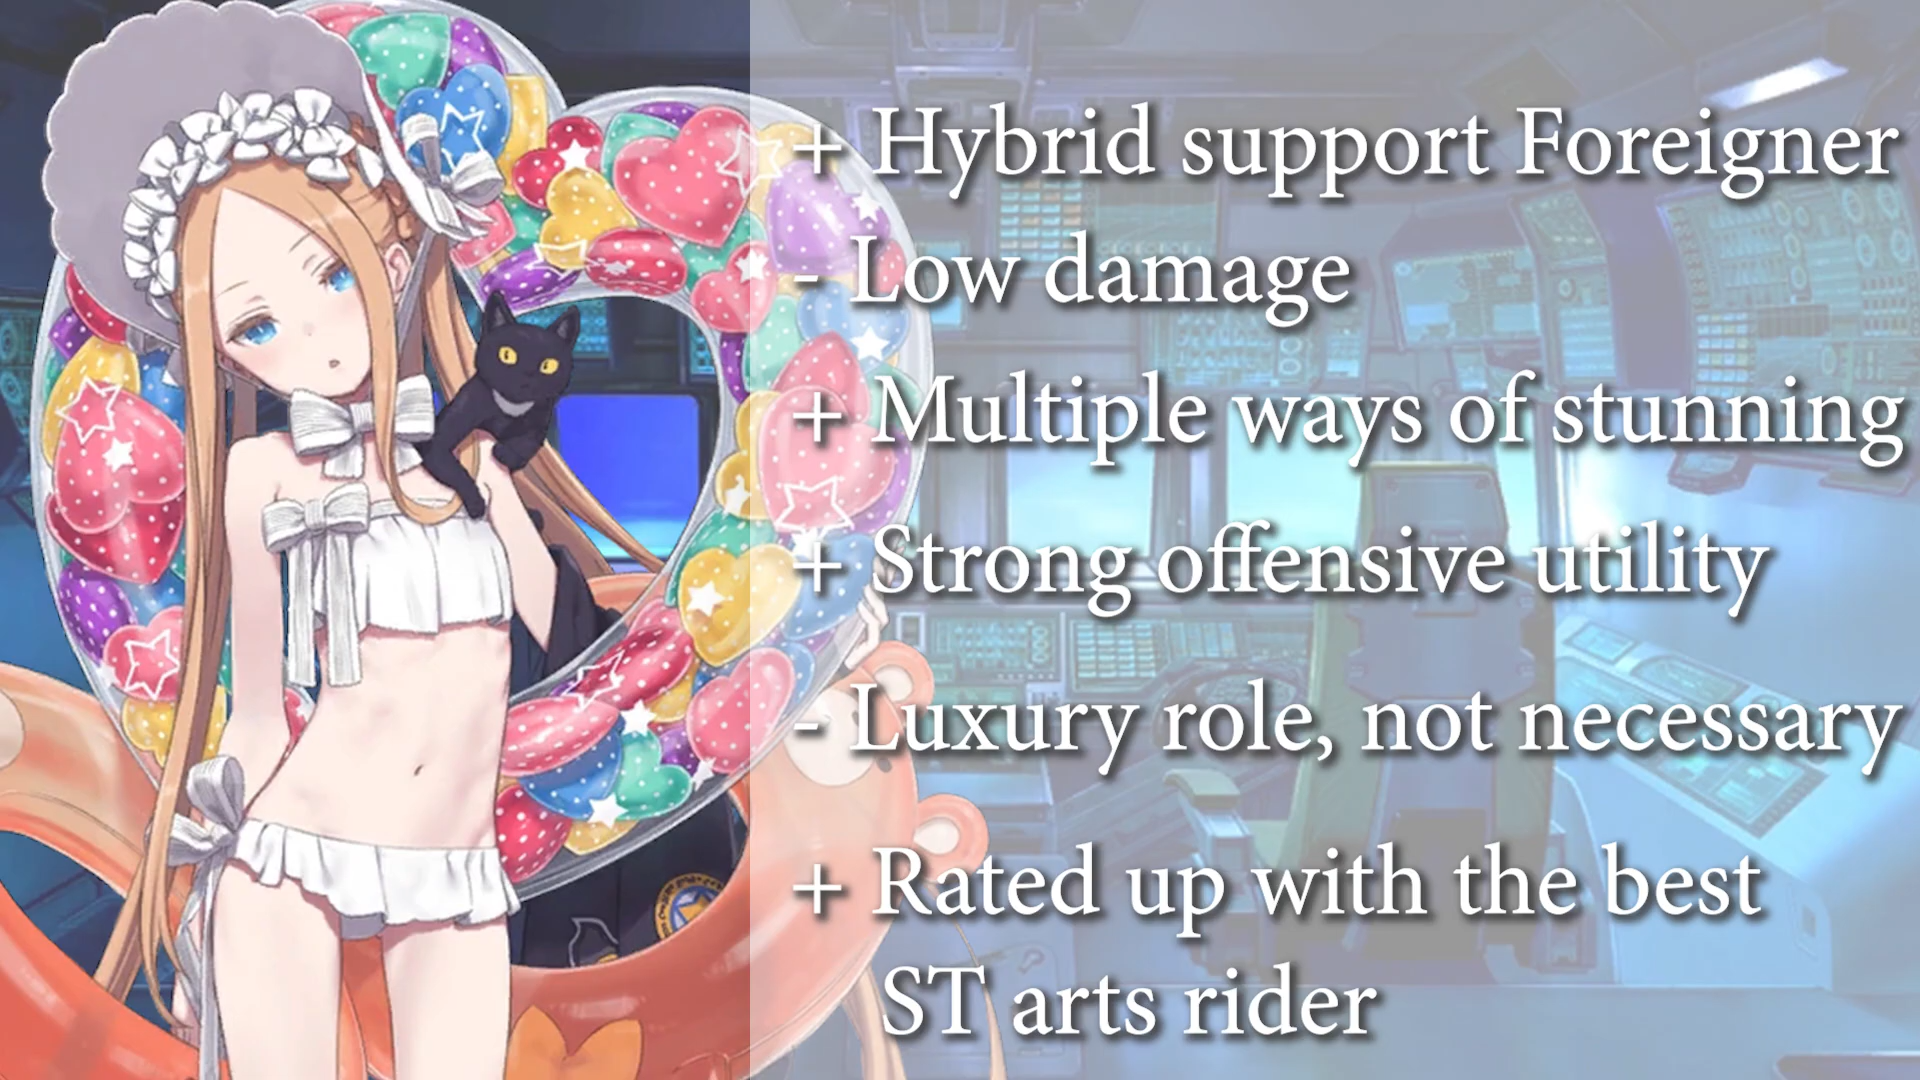 + Hybrid support Foreigner
- Low damage
+ Multiple ways of stunning
+ Strong offensive utility
- Luxury role, not necessary
+ Rated up with the best
ST arts rider